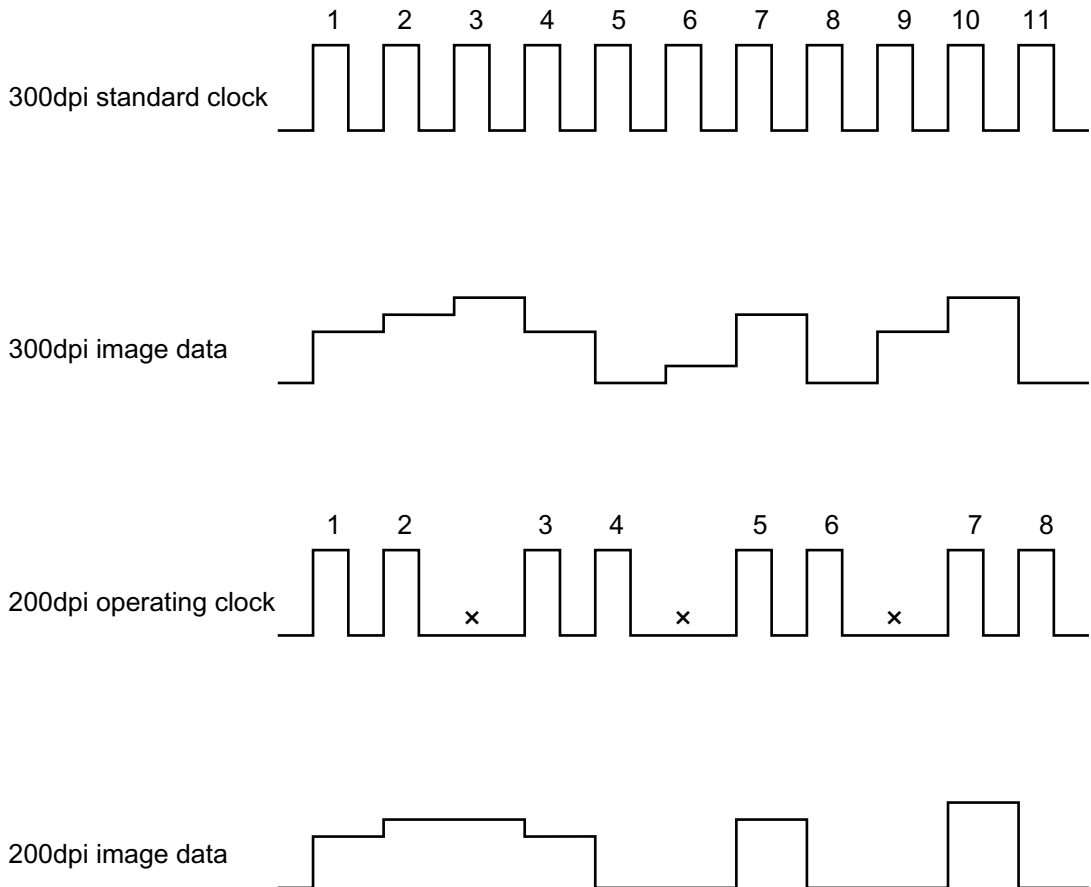 1 2 3 4 5 6 7 8 9 10 11
300dpi standard clock
300dpi image data
1 2 3 4 5 6 7 8
200dpi operating clock
× × ×
200dpi image data